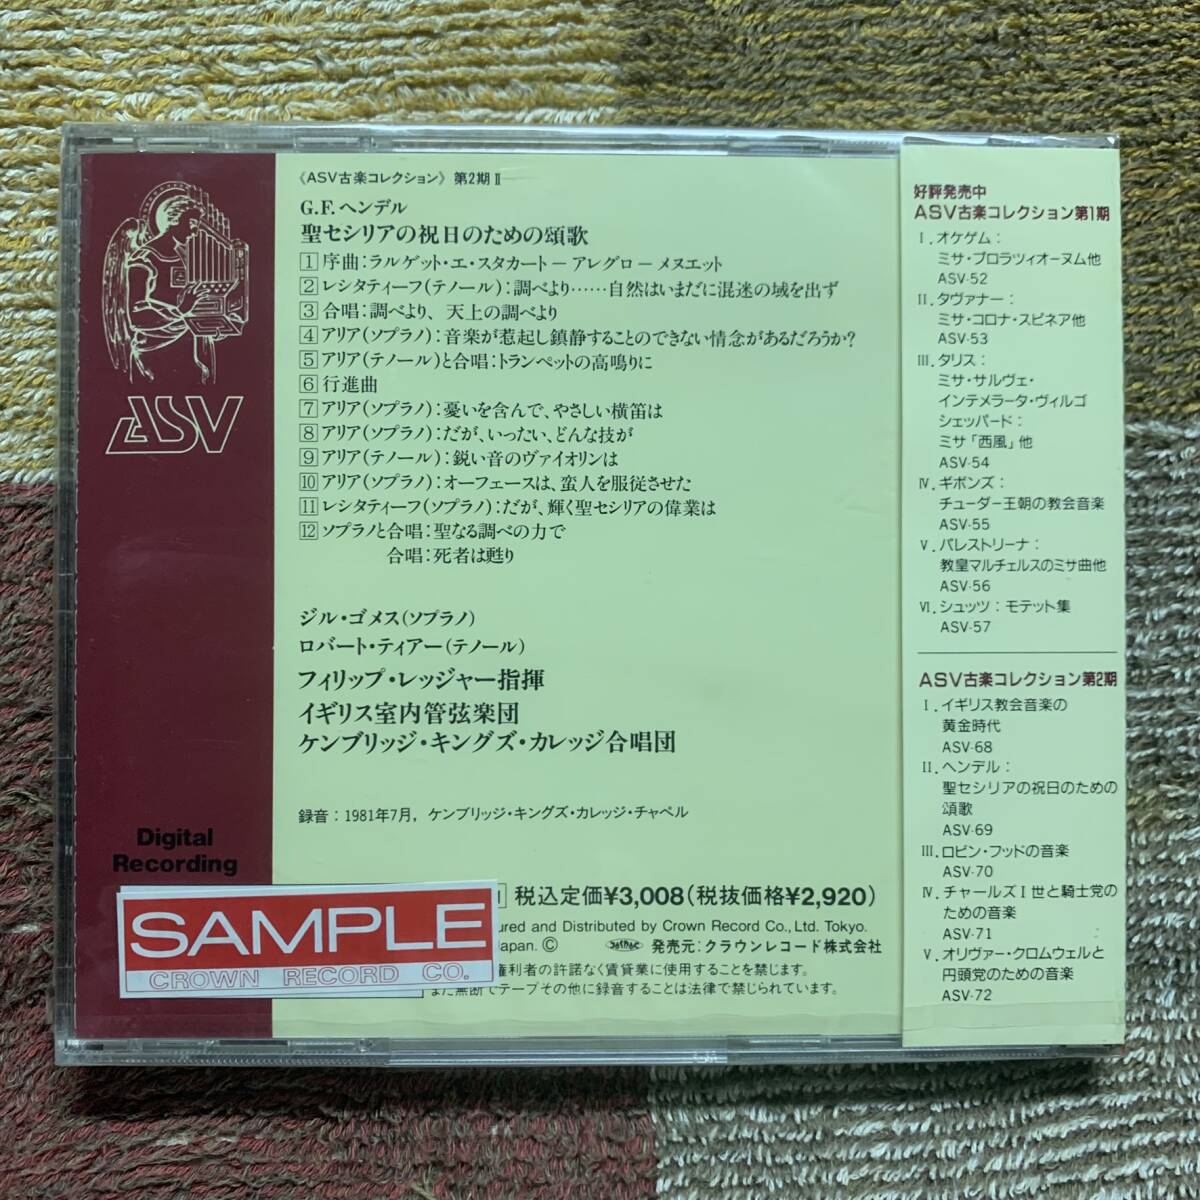 《ASV古楽コレクション》 第2期 II
G.F.ヘンデル
聖セシリアの祝日のための頌歌
1 序曲:ラルゲット・エ・スタカート－アレグロ－メヌエット
2 レシタティーフ(テノール):調べより……自然はいまだに混迷の域を出ず
3 合唱:調べより、天上の調べより
4 アリア(ソプラノ):音楽が惹起し鎮静することのできない情念があるだろうか?
5 アリア(テノール)と合唱:トランペットの高鳴りに
6 行進曲
7 アリア(ソプラノ):憂いを含んで、やさしい横笛は
8 アリア(ソプラノ):だが、いったい、どんな技が
9 アリア(テノール):鋭い音のヴァイオリンは
10 アリア(ソプラノ):オーフェースは、蛮人を服従させた
11 レシタティーフ(ソプラノ):だが、輝く聖セシリアの偉業は
12 ソプラノと合唱:聖なる調べの力で
合唱:死者は甦り
ジル・ゴメス(ソプラノ)
ロバート・ティアー(テノール)
フィリップ・レッジャー指揮
イギリス室内管弦楽団
ケンブリッジ・キングズ・カレッジ合唱団
録音：1981年7月，ケンブリッジ・キングズ・カレッジ・チャペル
税込定価¥3,008(税抜価格¥2,920)
ured and Distributed by Crown Record Co., Ltd. Tokyo.
Japan. Ⓒ 発売元：クラウンレコード株式会社
権利者の許諾なく賃貸業に使用することを禁じます。
また無断でテープその他に録音することは法律で禁じられています。
ASV
Digital
Recording
SAMPLE
CROWN RECORD CO.
好評発売中
ASV古楽コレクション第1期
I．オケゲム：
ミサ・プロラツィオーヌム他
ASV-52
II．タヴァナー：
ミサ・コロナ・スピネア他
ASV-53
III．タリス：
ミサ・サルヴェ・
インテメラータ・ヴィルゴ
シェッパード：
ミサ「西風」他
ASV-54
IV．ギボンズ：
チューダー王朝の教会音楽
ASV-55
V．パレストリーナ：
教皇マルチェルスのミサ曲他
ASV-56
VI．シュッツ：モテット集
ASV-57
ASV古楽コレクション第2期
I．イギリス教会音楽の
黄金時代
ASV-68
II．ヘンデル：
聖セシリアの祝日のための
頌歌
ASV-69
III．ロビン・フッドの音楽
ASV-70
IV．チャールズI世と騎士党の
ための音楽
ASV-71
V．オリヴァー・クロムウェルと
円頭党のための音楽
ASV-72